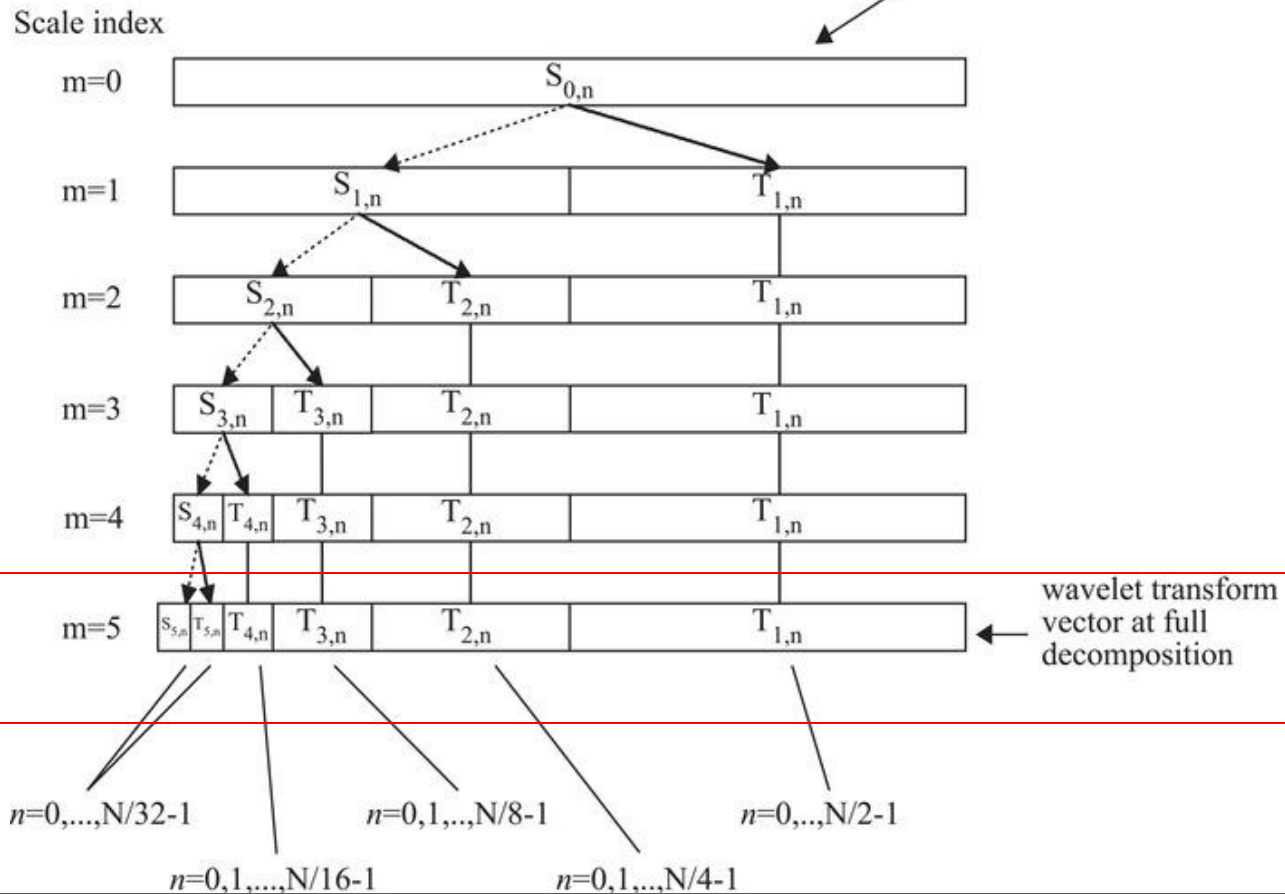 Scale index
m=0
S0,n
m=1
S1,n
T1,n
m=2
S2,n
T2,n
T1,n
m=3
S3,n
T3,n
T2,n
T1,n
m=4
S4,n
T4,n
T3,n
T2,n
T1,n
m=5
S5,n
T5,n
T4,n
T3,n
T2,n
T1,n
wavelet transform
vector at full
decomposition
n=0,...,N/32-1
n=0,1,..,N/8-1
n=0,..,N/2-1
n=0,1,...,N/16-1
n=0,1,..,N/4-1